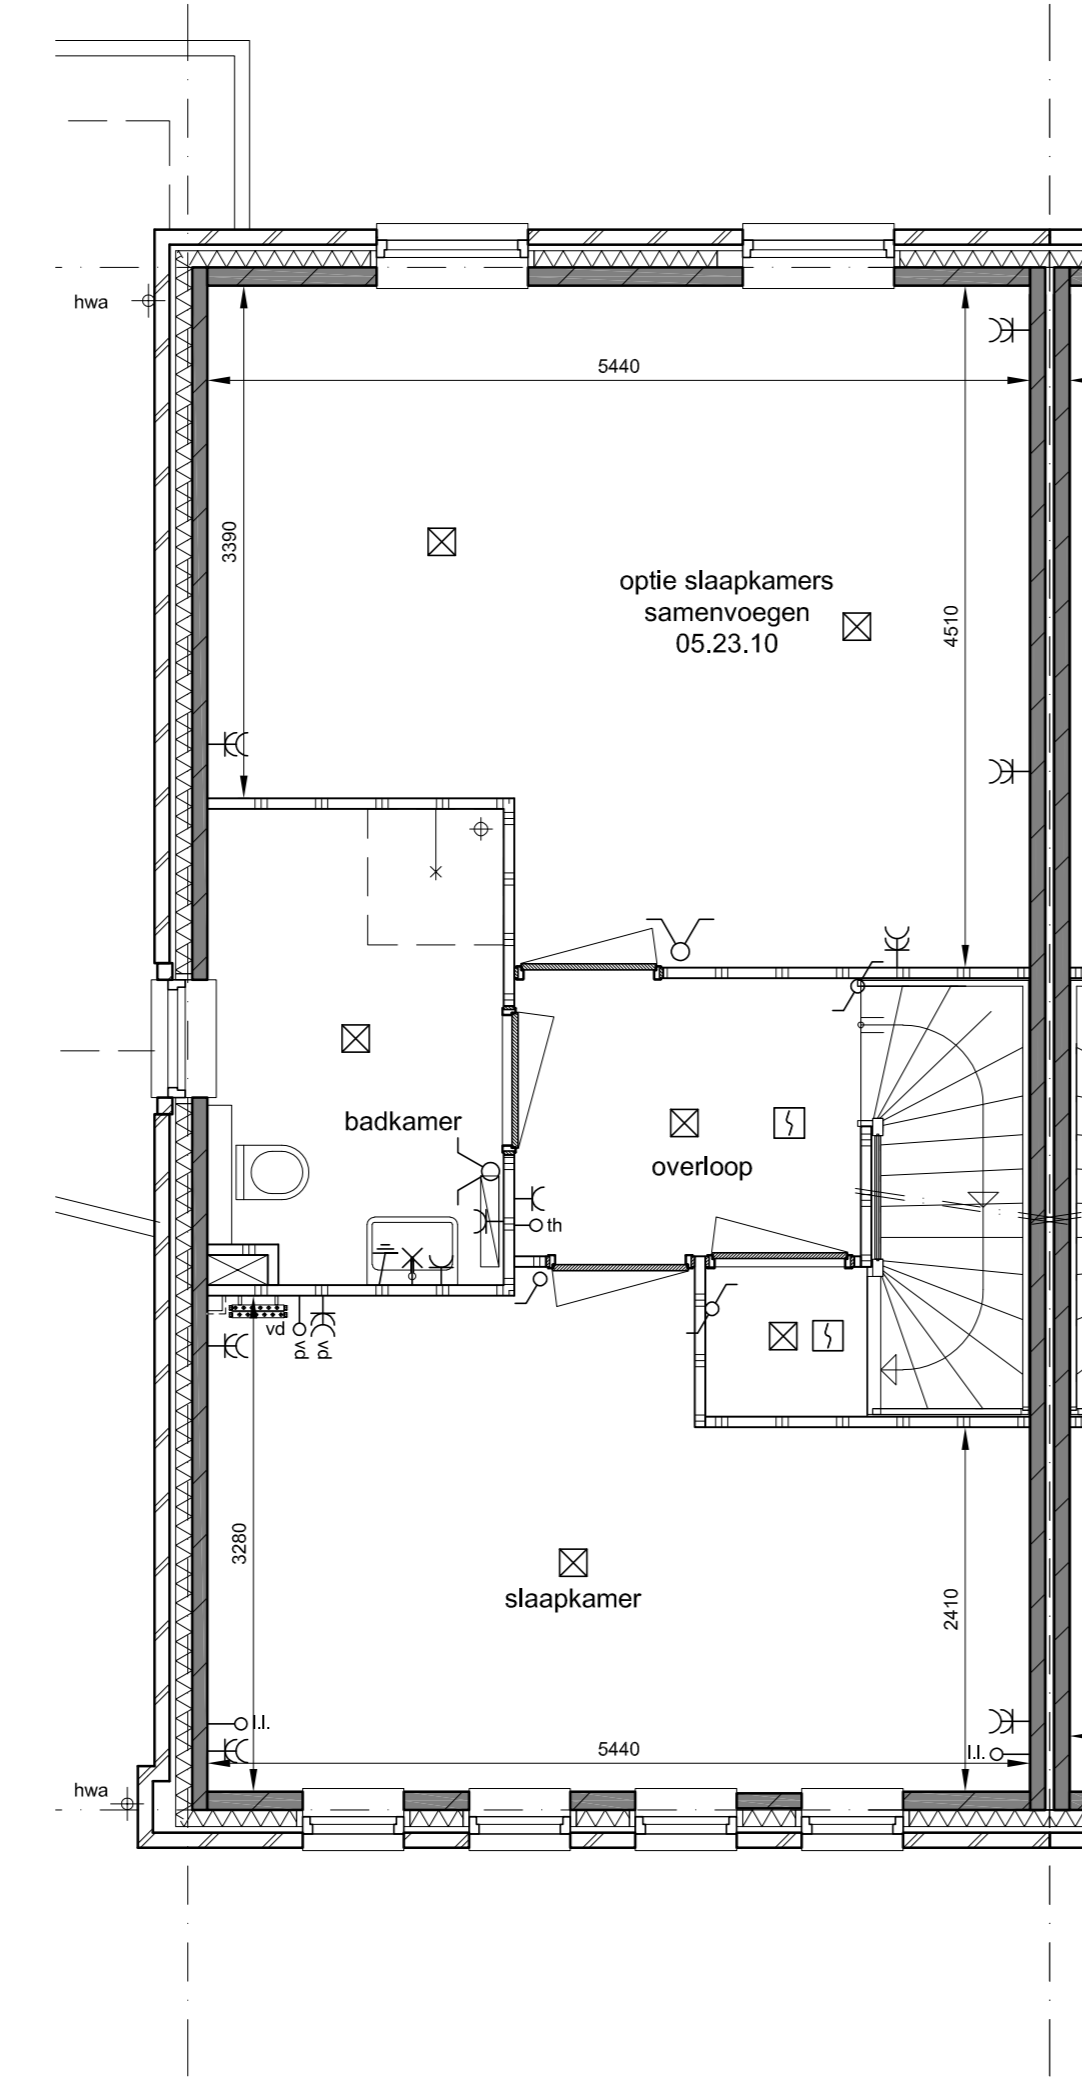 hwa
5440
3390
optie slaapkamers
samenvoegen
05.23.10
4510
badkamer
overloop
th
vd
vd
vd
3280
slaapkamer
2410
l.l.
5440
l.l.
hwa